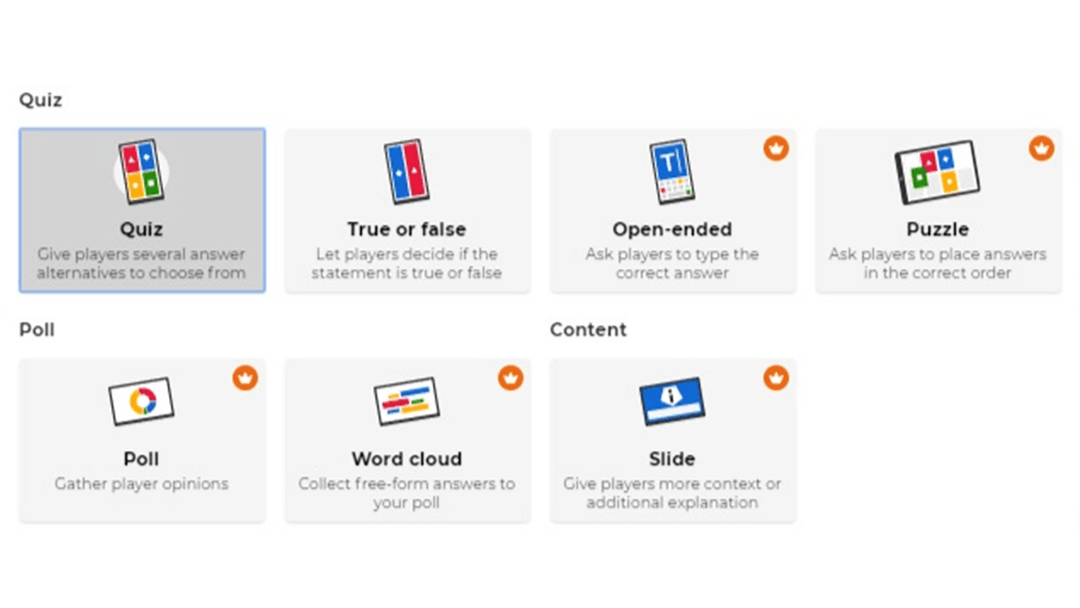 Quiz
Quiz
Give players several answer
alternatives to choose from
True or false
Let players decide if the
statement is true or false
Open-ended
Ask players to type the
correct answer
Puzzle
Ask players to place answers
in the correct order
Poll
Poll
Gather player opinions
Word cloud
Collect free-form answers to
your poll
Content
Slide
Give players more context or
additional explanation